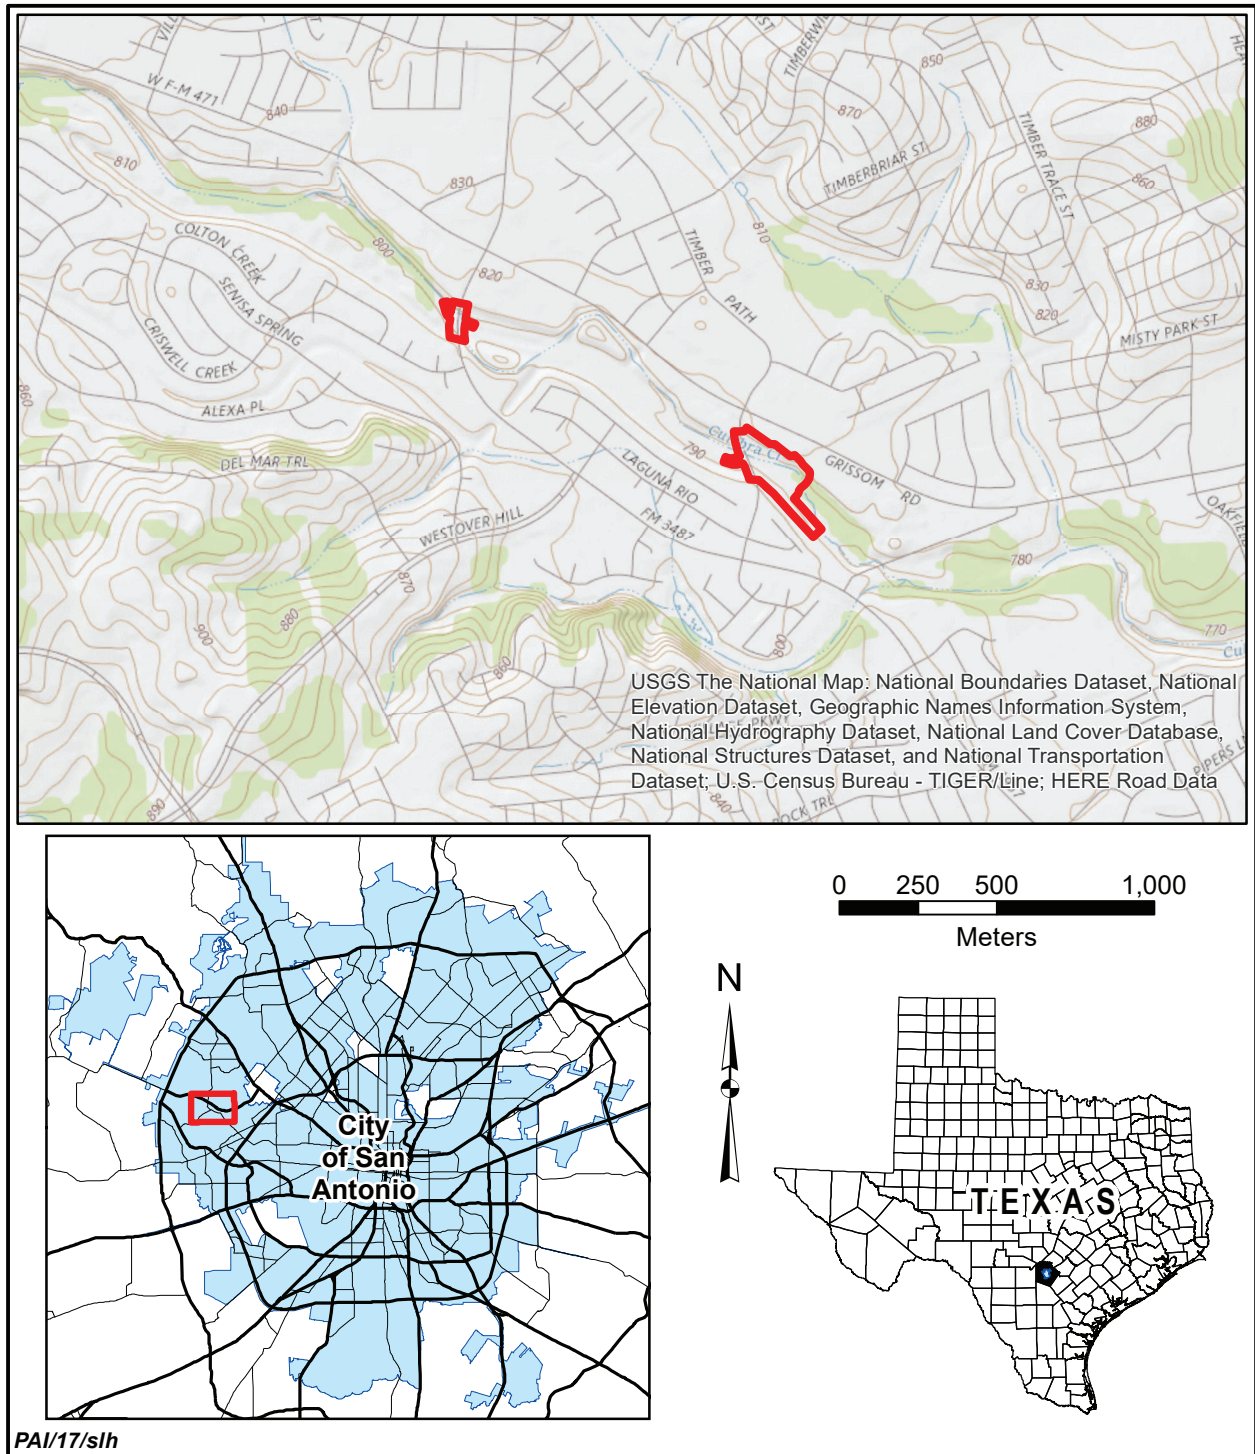 W F-M 471
840
810
830
800
820
COLTON CREEK
SENISA SPRING
CRISWELL CREEK
ALEXA PL
DEL MAR TRL
860
WESTOVER HILL
870
880
900
890
860
LAGUNA RIO
FM 3487
790
800
TIMBER PATH
GRISSOM RD
810
850
870
TIMBERBRIAR ST
TIMBER TRACE ST
880
860
830
820
MISTY PARK ST
780
770
840
USGS The National Map: National Boundaries Dataset, National
Elevation Dataset, Geographic Names Information System,
National Hydrography Dataset, National Land Cover Database,
National Structures Dataset, and National Transportation
Dataset; U.S. Census Bureau - TIGER/Line; HERE Road Data
City
of San
Antonio
0 250 500 1,000
Meters
N
TEXAS
PAI/17/slh